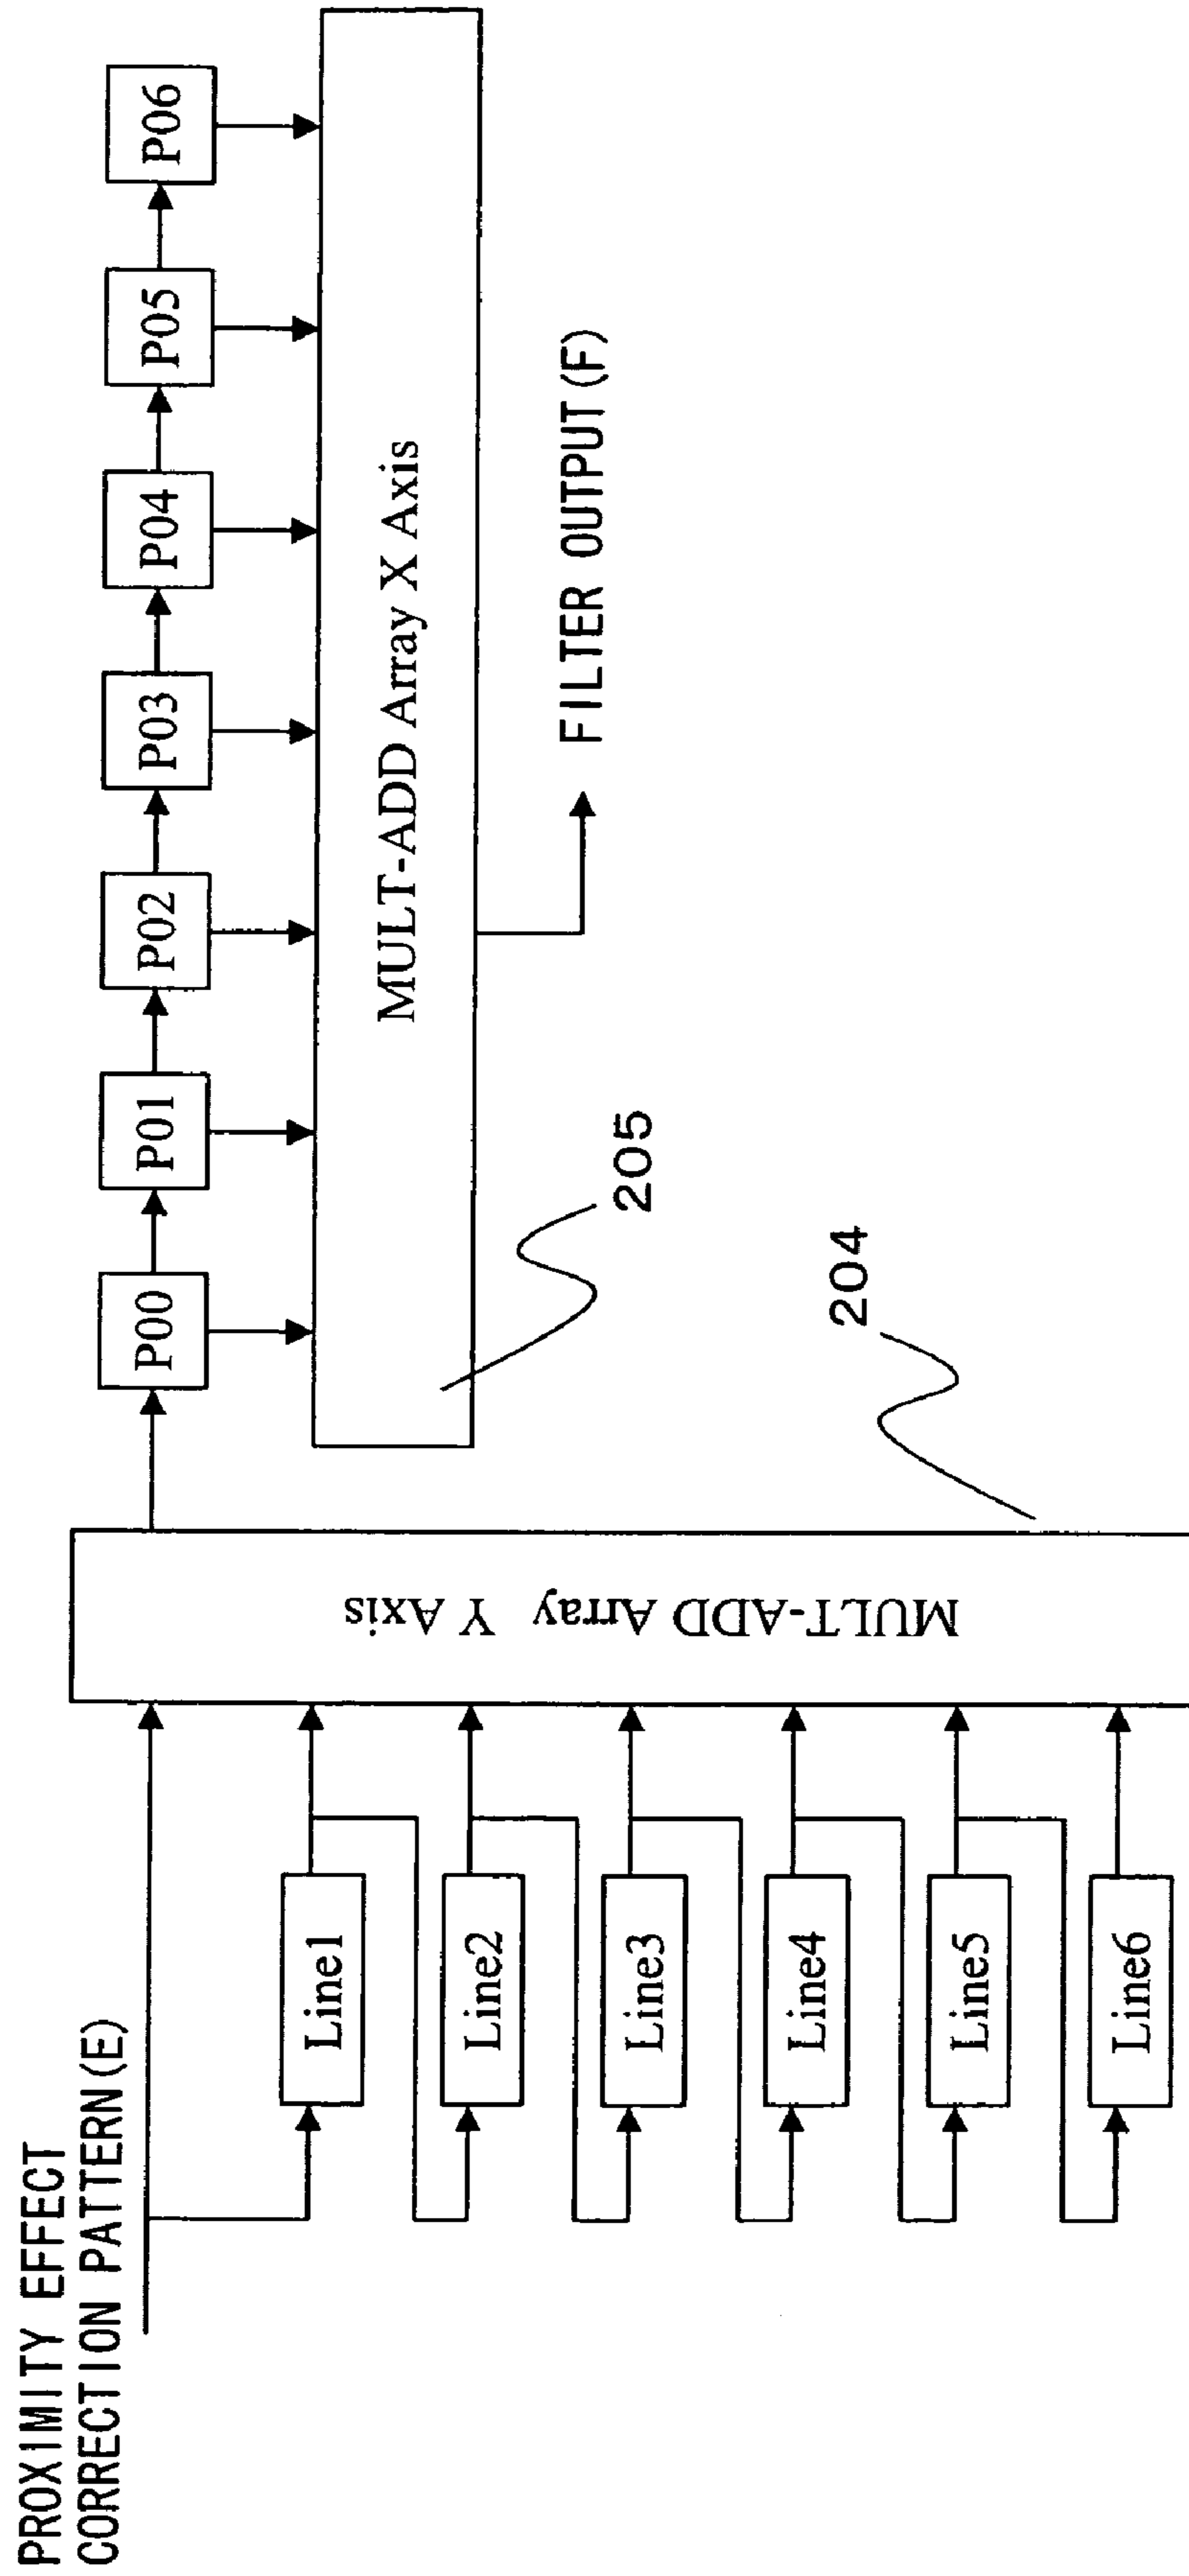 PROXIMITY EFFECT
CORRECTION PATTERN(E)
Line1
Line2
Line3
Line4
Line5
Line6
MULT-ADD Array Y Axis
204
P00
P01
P02
P03
P04
P05
P06
MULT-ADD Array X Axis
205
FILTER OUTPUT(F)